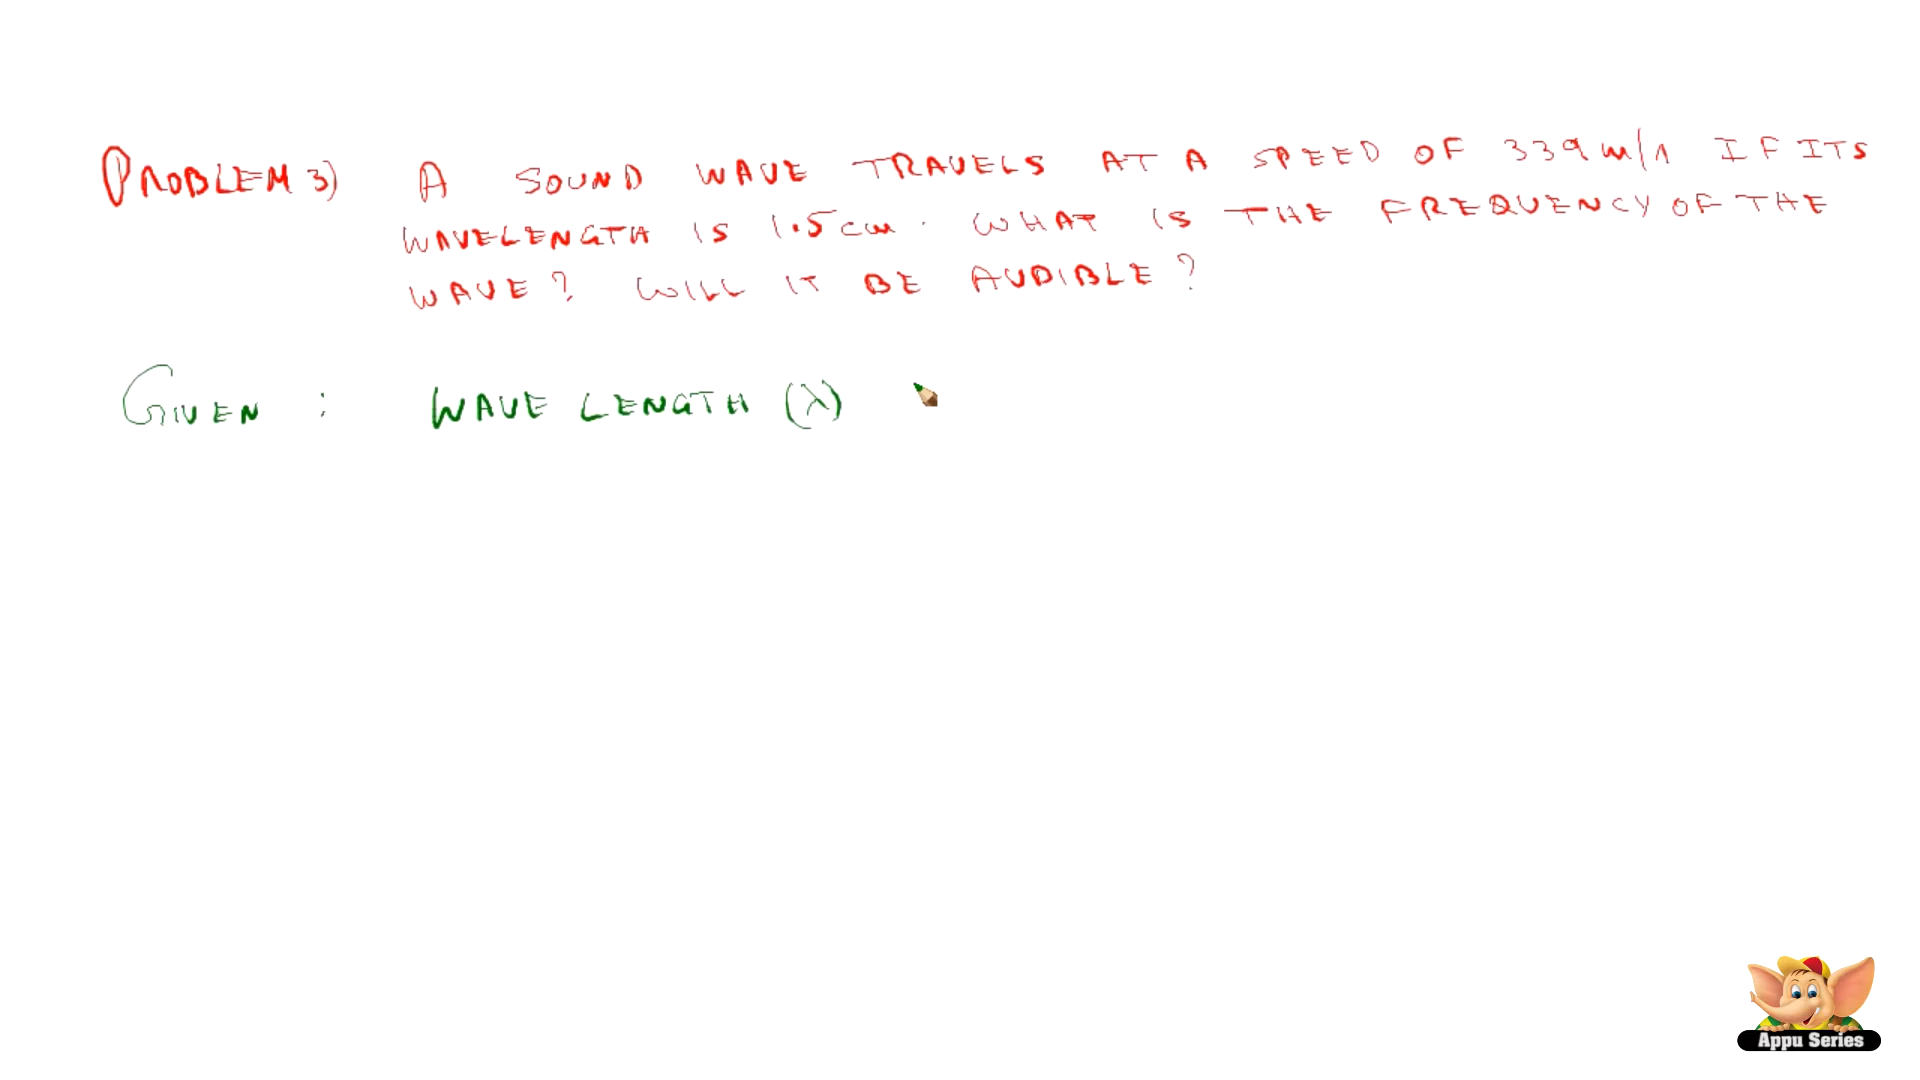 PROBLEM 3) A SOUND WAVE TRAVELS AT A SPEED OF 339 m/s IF ITS
WAVELENGTH IS 1.5 cm. WHAT IS THE FREQUENCY OF THE
WAVE? WILL IT BE AUDIBLE?
GIVEN : WAVE LENGTH (λ)
Appu Series